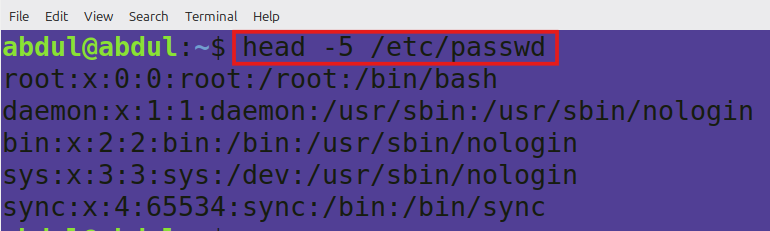 File Edit View Search Terminal Help
abdul@abdul:~$ head -5 /etc/passwd
root:x:0:0:root:/root:/bin/bash
daemon:x:1:1:daemon:/usr/sbin:/usr/sbin/nologin
bin:x:2:2:bin:/bin:/usr/sbin/nologin
sys:x:3:3:sys:/dev:/usr/sbin/nologin
sync:x:4:65534:sync:/bin:/bin/sync